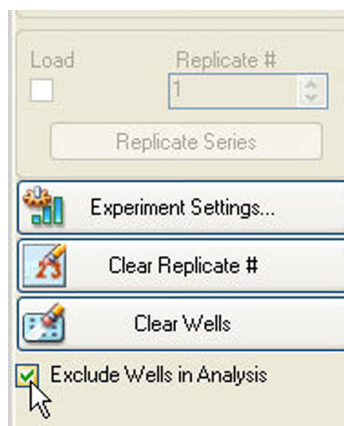 Load Replicate #
1
Replicate Series
Experiment Settings...
Clear Replicate #
Clear Wells
Exclude Wells in Analysis